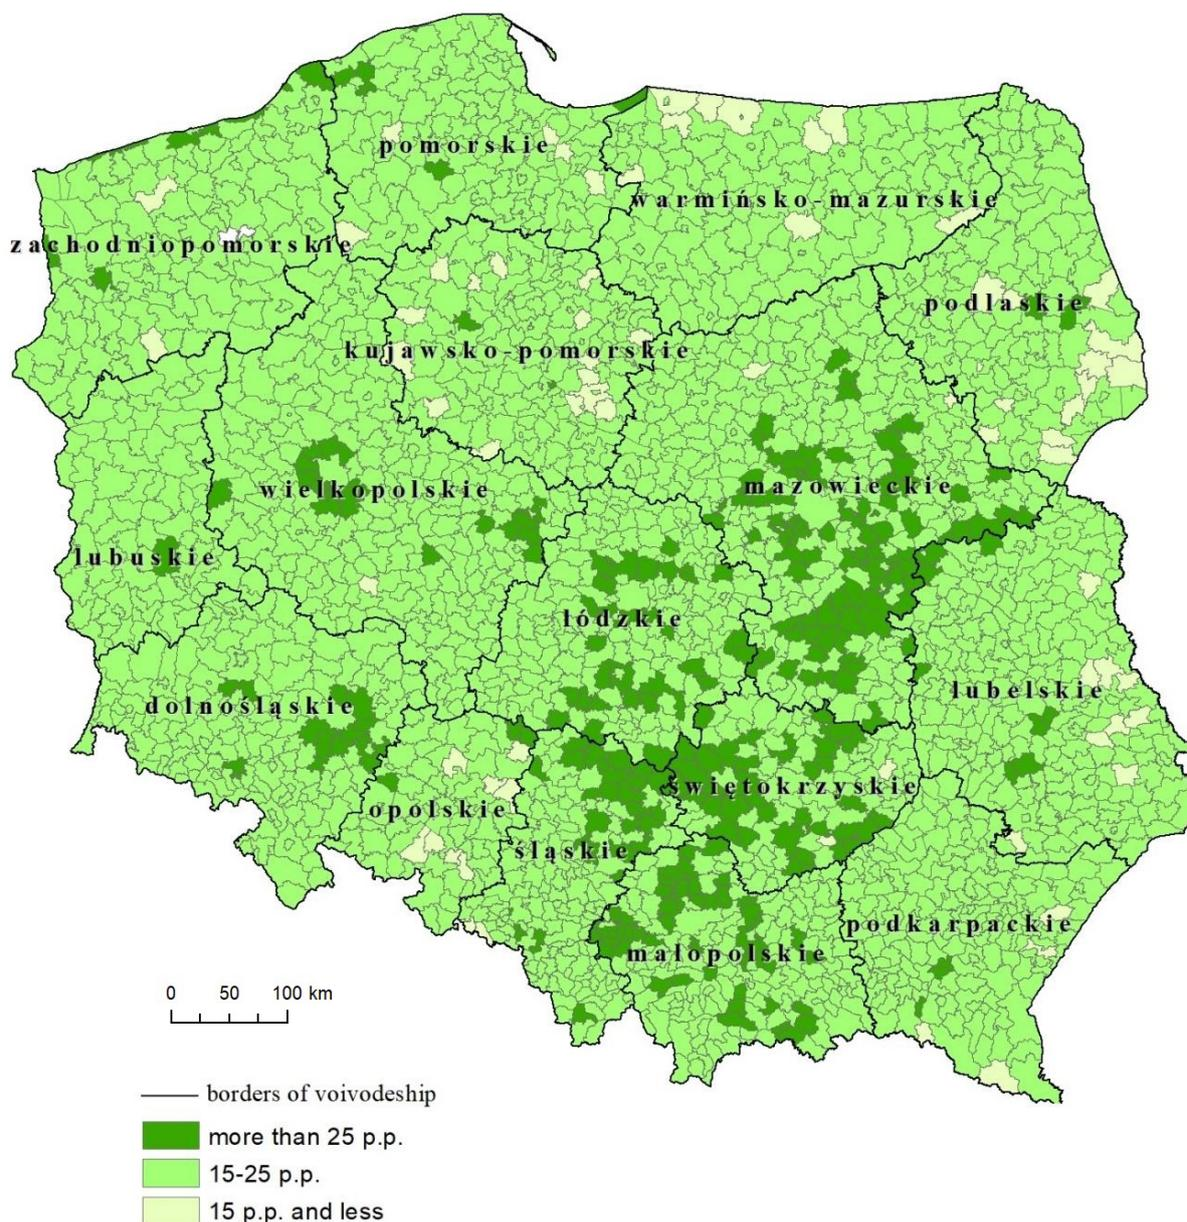 pomorskie
warmińsko-mazurskie
zachodniopomorskie
podlaskie
kujawsko-pomorskie
wielkopolskie
mazowieckie
lubuskie
łódzkie
lubelskie
dolnośląskie
świętokrzyskie
opolskie
śląskie
podkarpackie
małopolskie
0 50 100 km
borders of voivodeship
more than 25 p.p.
15-25 p.p.
15 p.p. and less